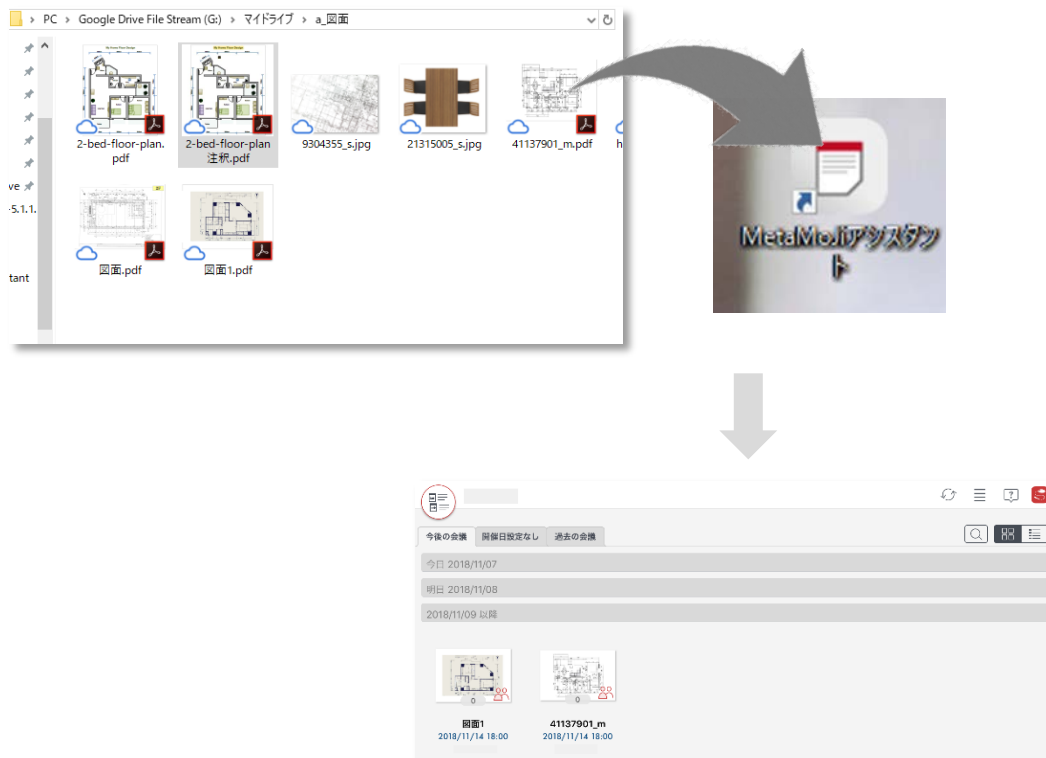 PC › Google Drive File Stream (G:) › マイドライブ › a_図面
ve
-5.1.1.
tant
2-bed-floor-plan.
pdf
2-bed-floor-plan
注釈.pdf
9304355_s.jpg
21315005_s.jpg
41137901_m.pdf
h
図面.pdf
図面1.pdf
MetaMoJiアシスタン
ト
今後の会議 開催日設定なし 過去の会議
今日 2018/11/07
明日 2018/11/08
2018/11/09 以降
0
0
図面1
2018/11/14 18:00
41137901_m
2018/11/14 18:00